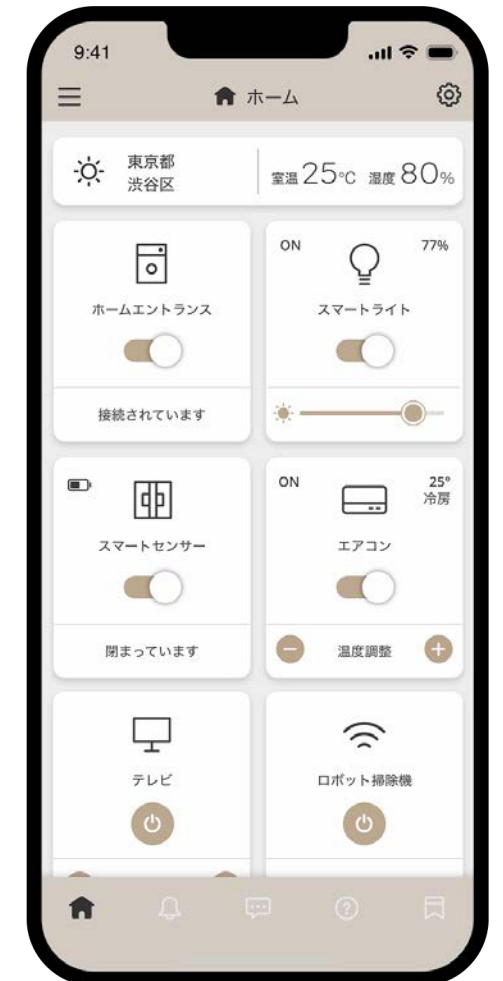 9:41
ホーム
東京都
渋谷区
室温25℃ 湿度80%
ホームエントランス
接続されています
ON 77%
スマートライト
スマートセンサー
閉まっています
ON 25°
冷房
エアコン
温度調整
テレビ
ロボット掃除機